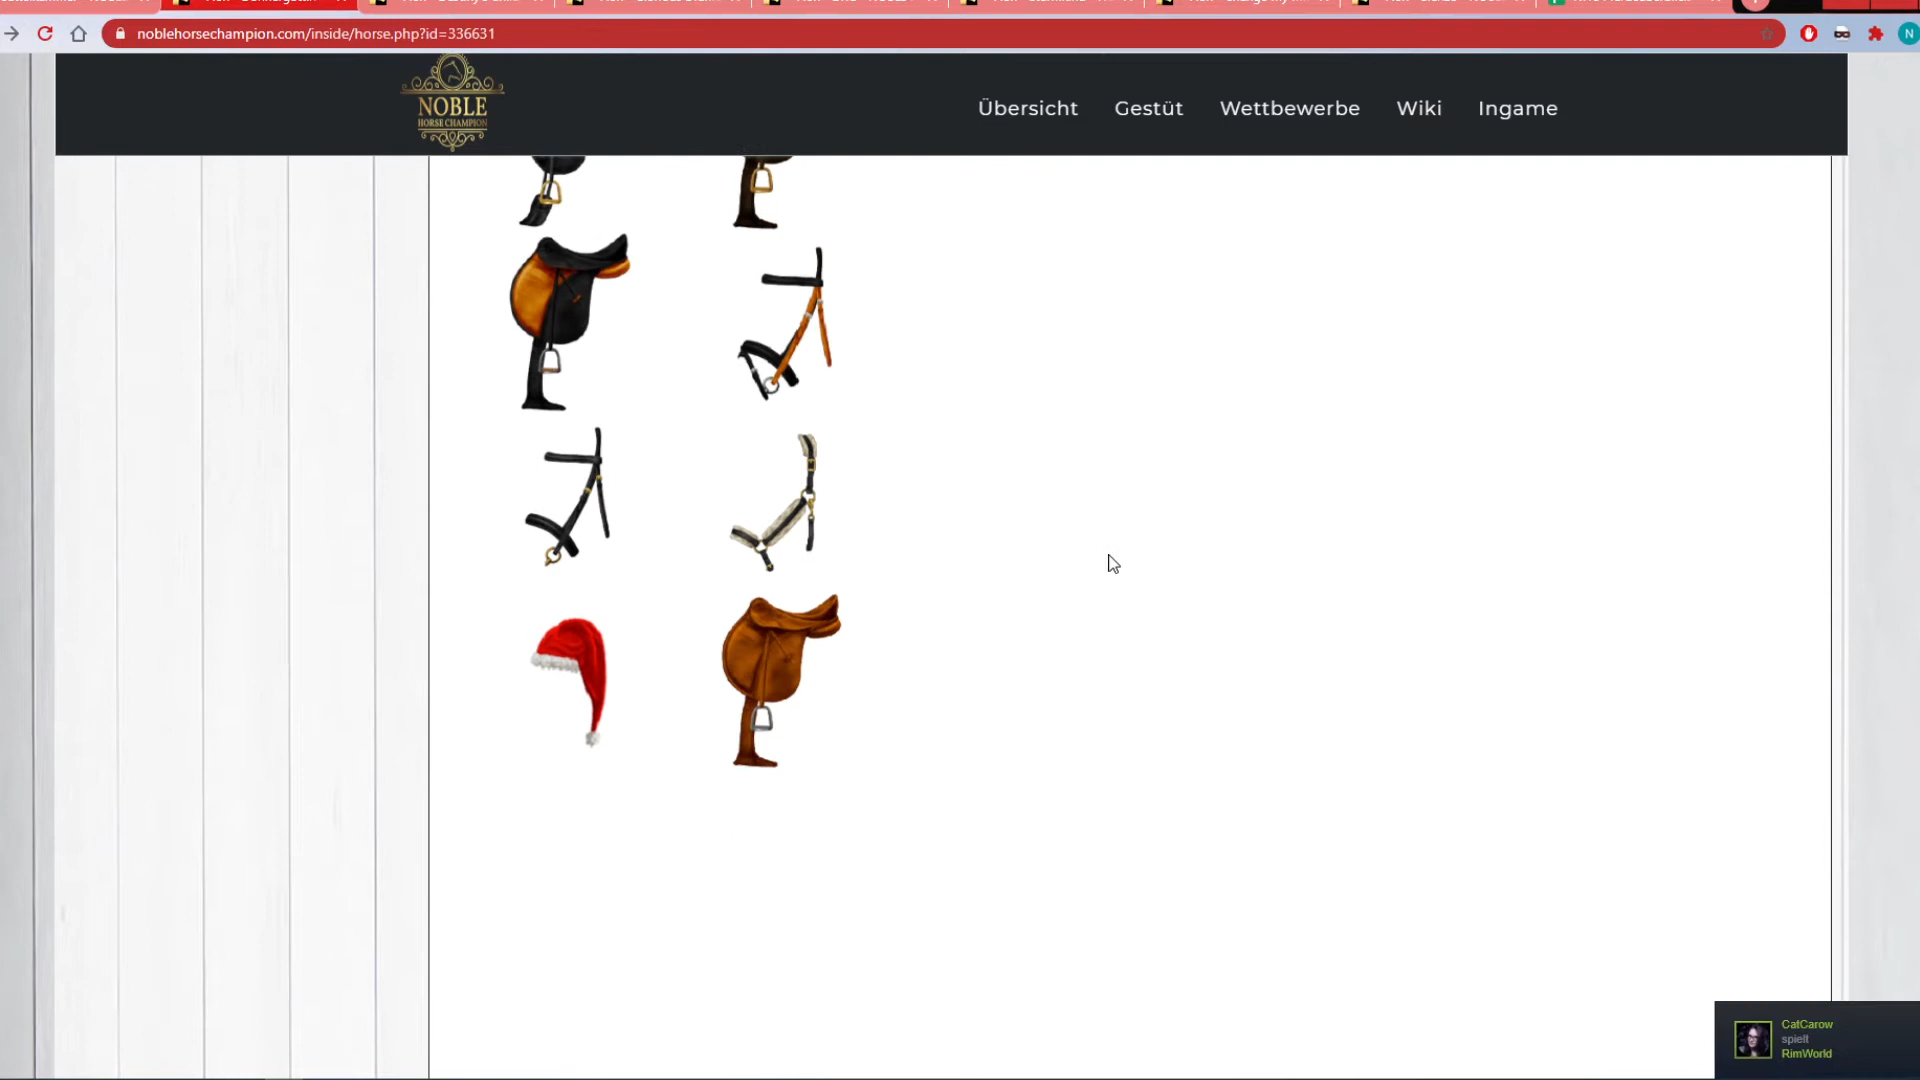 noblehorsechampion.com/inside/horse.php?id=336631
N
NOBLE
HORSE CHAMPION
Übersicht Gestüt Wettbewerbe Wiki Ingame
CatCarow
spielt
RimWorld